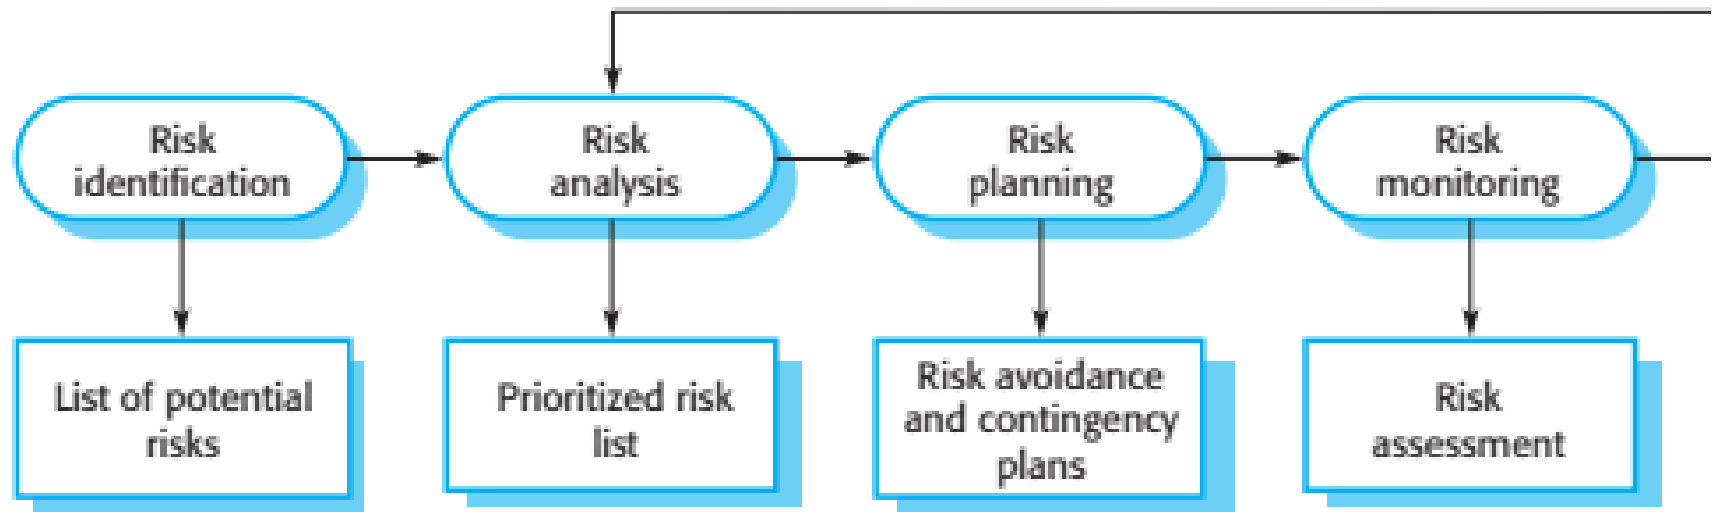 Risk
identification
Risk
analysis
Risk
planning
Risk
monitoring
List of potential
risks
Prioritized risk
list
Risk avoidance
and contingency
plans
Risk
assessment